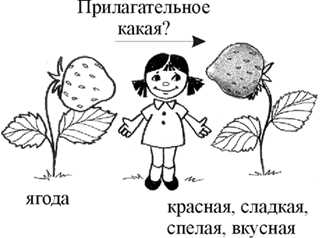 Прилагательное
какая?
ягода
красная, сладкая,
спелая, вкусная